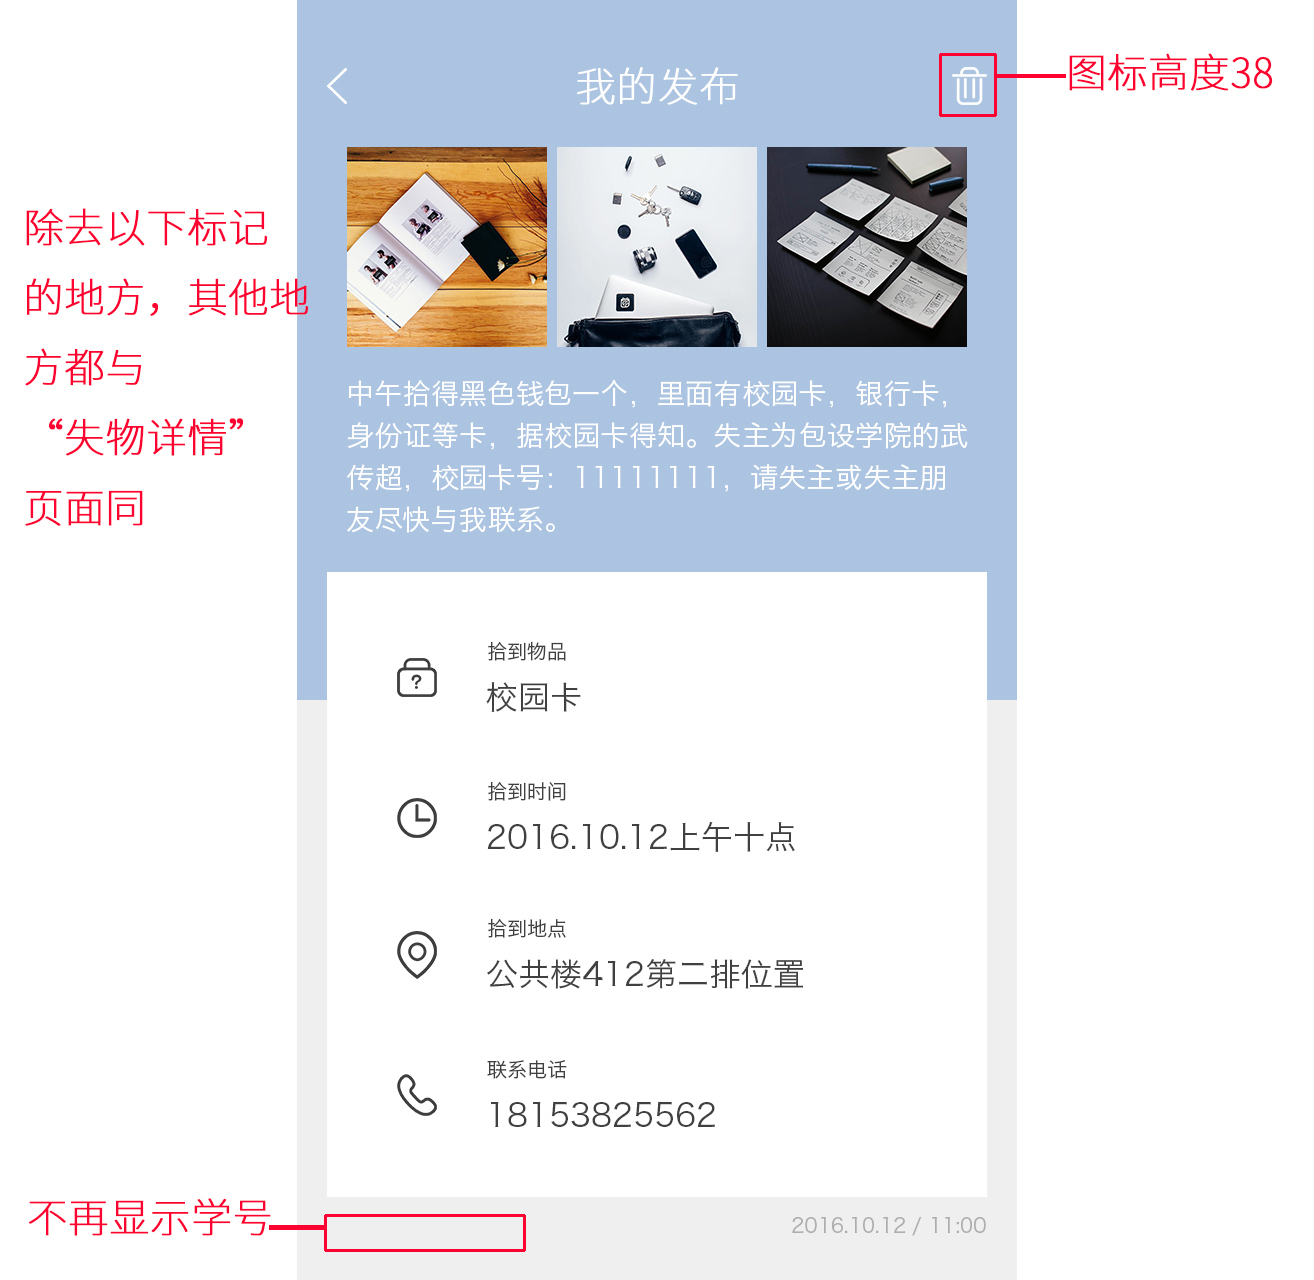 我的发布
图标高度38
除去以下标记
的地方，其他地
方都与
“失物详情”
页面同
中午拾得黑色钱包一个，里面有校园卡，银行卡，
身份证等卡，据校园卡得知。失主为包设学院的武
传超，校园卡号：11111111，请失主或失主朋
友尽快与我联系。
拾到物品
校园卡
拾到时间
2016.10.12上午十点
拾到地点
公共楼412第二排位置
联系电话
18153825562
不再显示学号
2016.10.12 / 11:00